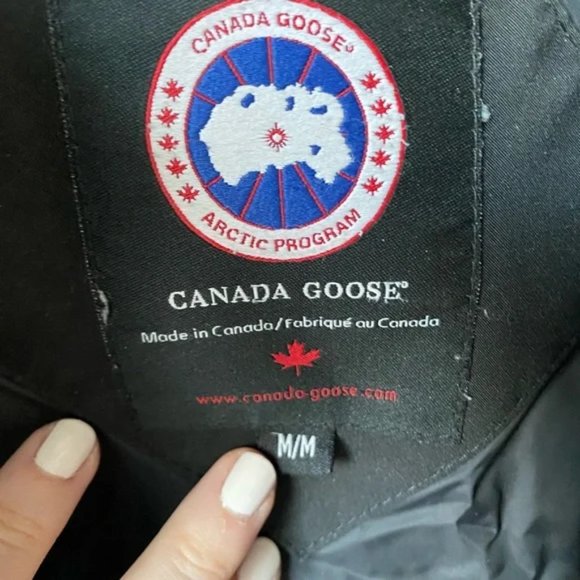 CANADA GOOSE®
ARCTIC PROGRAM
CANADA GOOSE®
Made in Canada/Fabriqué au Canada
www.canada-goose.com
M/M